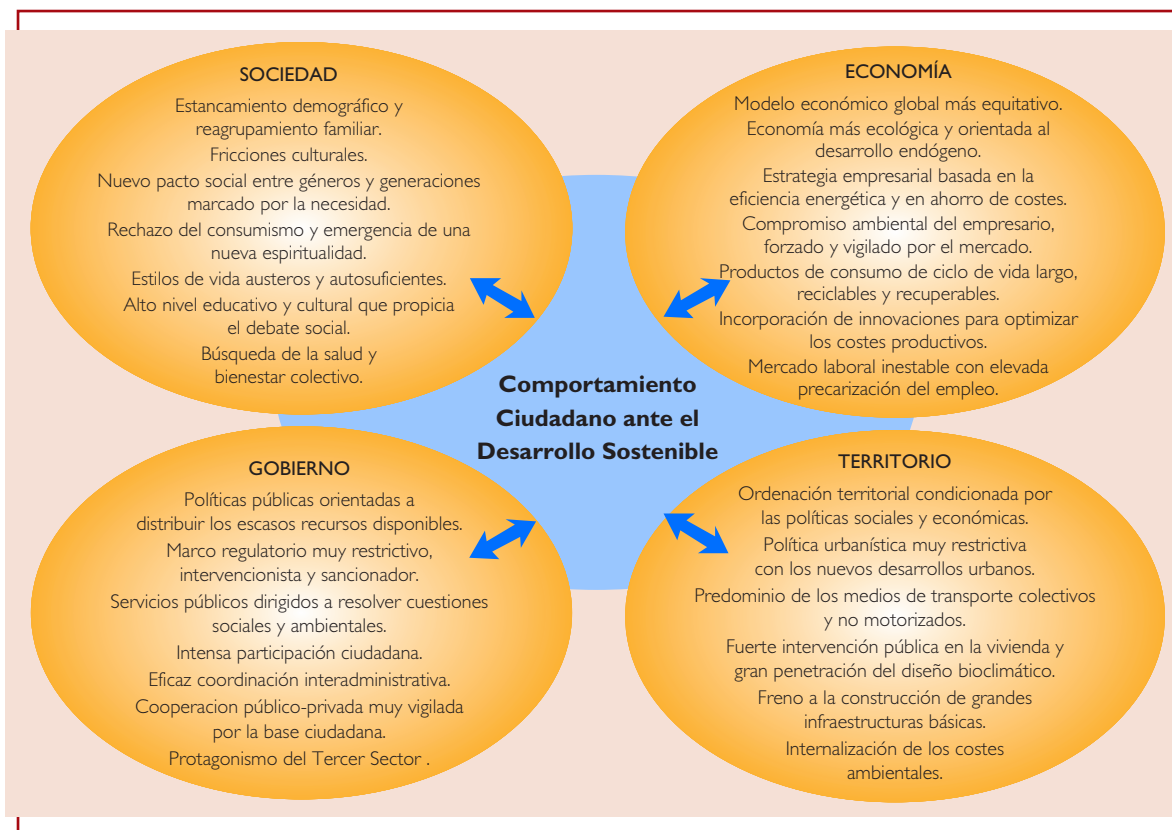 SOCIEDAD
Estancamiento demográfico y
reagrupamiento familiar.
Fricciones culturales.
Nuevo pacto social entre géneros y generaciones
marcado por la necesidad.
Rechazo del consumismo y emergencia de una
nueva espiritualidad.
Estilos de vida austeros y autosuficientes.
Alto nivel educativo y cultural que propicia
el debate social.
Búsqueda de la salud y
bienestar colectivo.
ECONOMÍA
Modelo económico global más equitativo.
Economía más ecológica y orientada al
desarrollo endógeno.
Estrategia empresarial basada en la
eficiencia energética y en ahorro de costes.
Compromiso ambiental del empresario,
forzado y vigilado por el mercado.
Productos de consumo de ciclo de vida largo,
reciclables y recuperables.
Incorporación de innovaciones para optimizar
los costes productivos.
Mercado laboral inestable con elevada
precarización del empleo.
Comportamiento
Ciudadano ante el
Desarrollo Sostenible
GOBIERNO
Políticas públicas orientadas a
distribuir los escasos recursos disponibles.
Marco regulatorio muy restrictivo,
intervencionista y sancionador.
Servicios públicos dirigidos a resolver cuestiones
sociales y ambientales.
Intensa participación ciudadana.
Eficaz coordinación interadministrativa.
Cooperacion público-privada muy vigilada
por la base ciudadana.
Protagonismo del Tercer Sector .
TERRITORIO
Ordenación territorial condicionada por
las políticas sociales y económicas.
Política urbanística muy restrictiva
con los nuevos desarrollos urbanos.
Predominio de los medios de transporte colectivos
y no motorizados.
Fuerte intervención pública en la vivienda y
gran penetración del diseño bioclimático.
Freno a la construcción de grandes
infraestructuras básicas.
Internalización de los costes
ambientales.